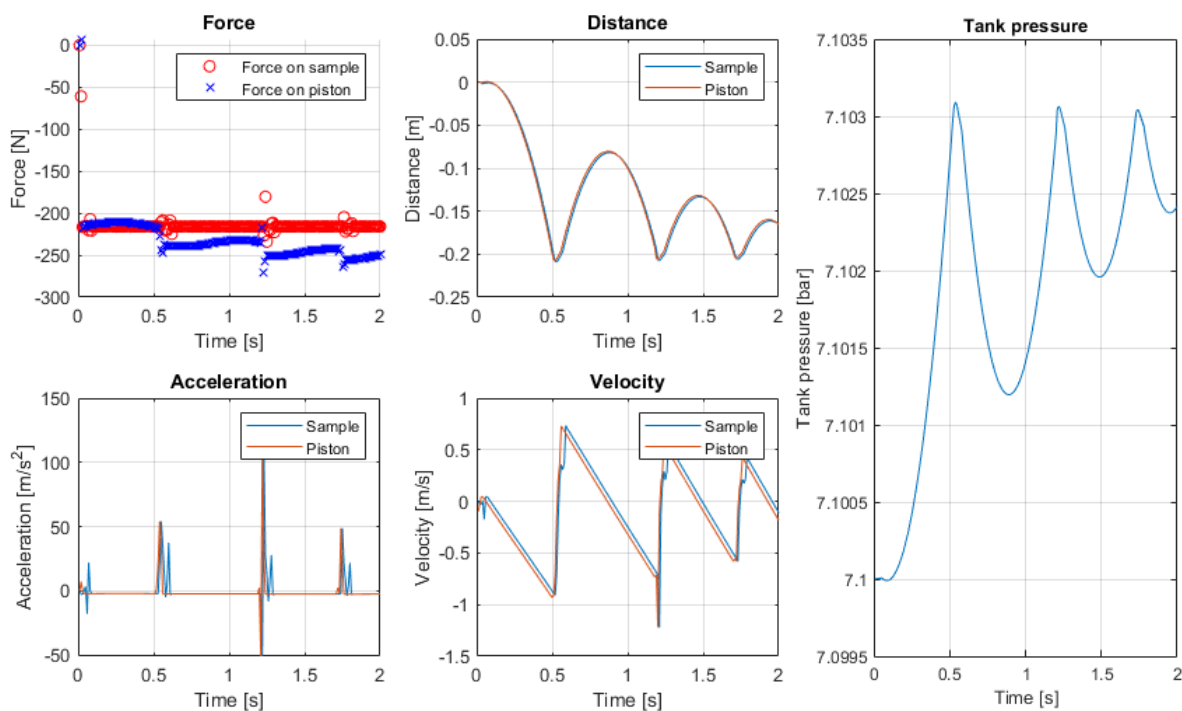 Force
0
-50
-100
-150
-200
-250
-300
Force [N]
Force on sample
Force on piston
0
0.5
1
1.5
2
Time [s]
Distance
0.05
0
-0.05
-0.1
-0.15
-0.2
-0.25
Distance [m]
Sample
Piston
0
0.5
1
1.5
2
Time [s]
Tank pressure
7.1035
7.103
7.1025
7.102
7.1015
7.101
7.1005
7.1
7.0995
Tank pressure [bar]
0
0.5
1
1.5
2
Time [s]
Acceleration
150
100
50
0
-50
Acceleration [m/s²]
Sample
Piston
0
0.5
1
1.5
2
Time [s]
Velocity
1
0.5
0
-0.5
-1
-1.5
Velocity [m/s]
Sample
Piston
0
0.5
1
1.5
2
Time [s]